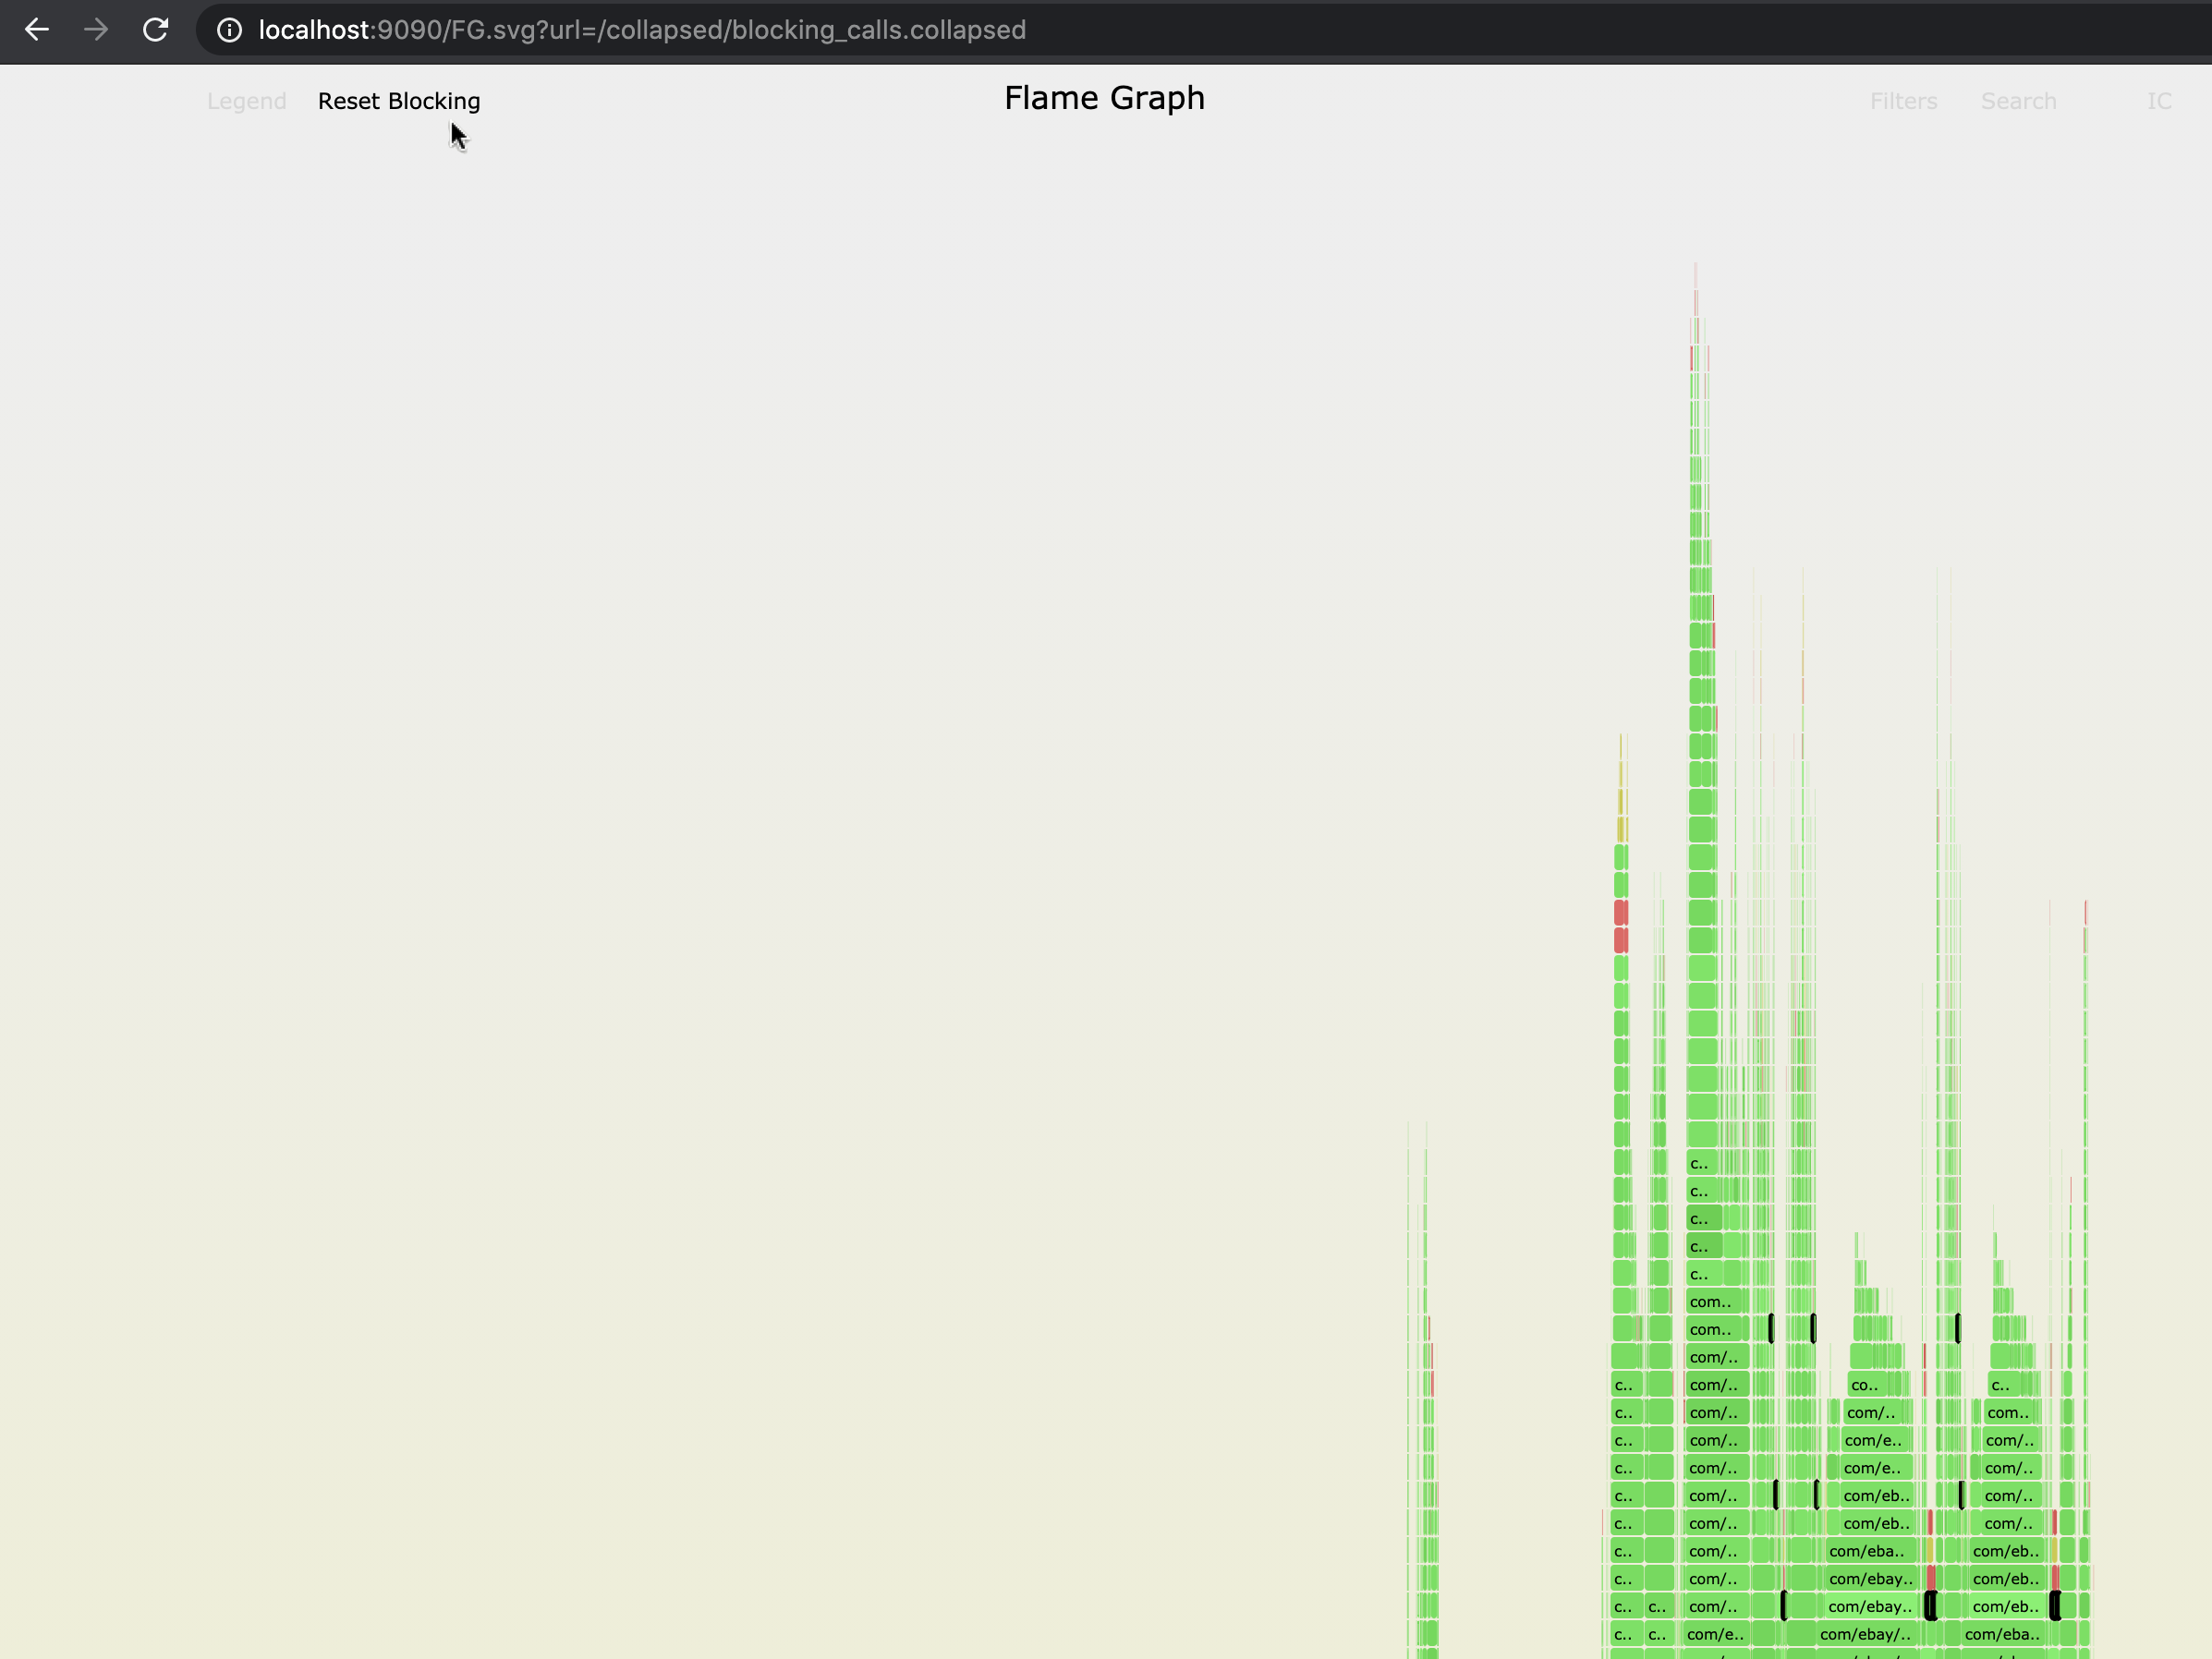 localhost:9090/FG.svg?url=/collapsed/blocking_calls.collapsed
Legend Reset Blocking Flame Graph Filters Search IC
c..
c..
c..
c..
c..
com..
com..
com/..
c.. com/.. co.. c..
c.. com/.. com/.. com..
c.. com/.. com/e.. com/..
c.. com/.. com/e.. com/..
c.. com/.. com/eb.. com/..
c.. com/.. com/eb.. com/..
c.. com/.. com/eba.. com/eb..
c.. com/.. com/ebay.. com/eb..
c.. c.. com/.. com/ebay.. com/eb..
c.. c.. com/e.. com/ebay/.. com/eba..